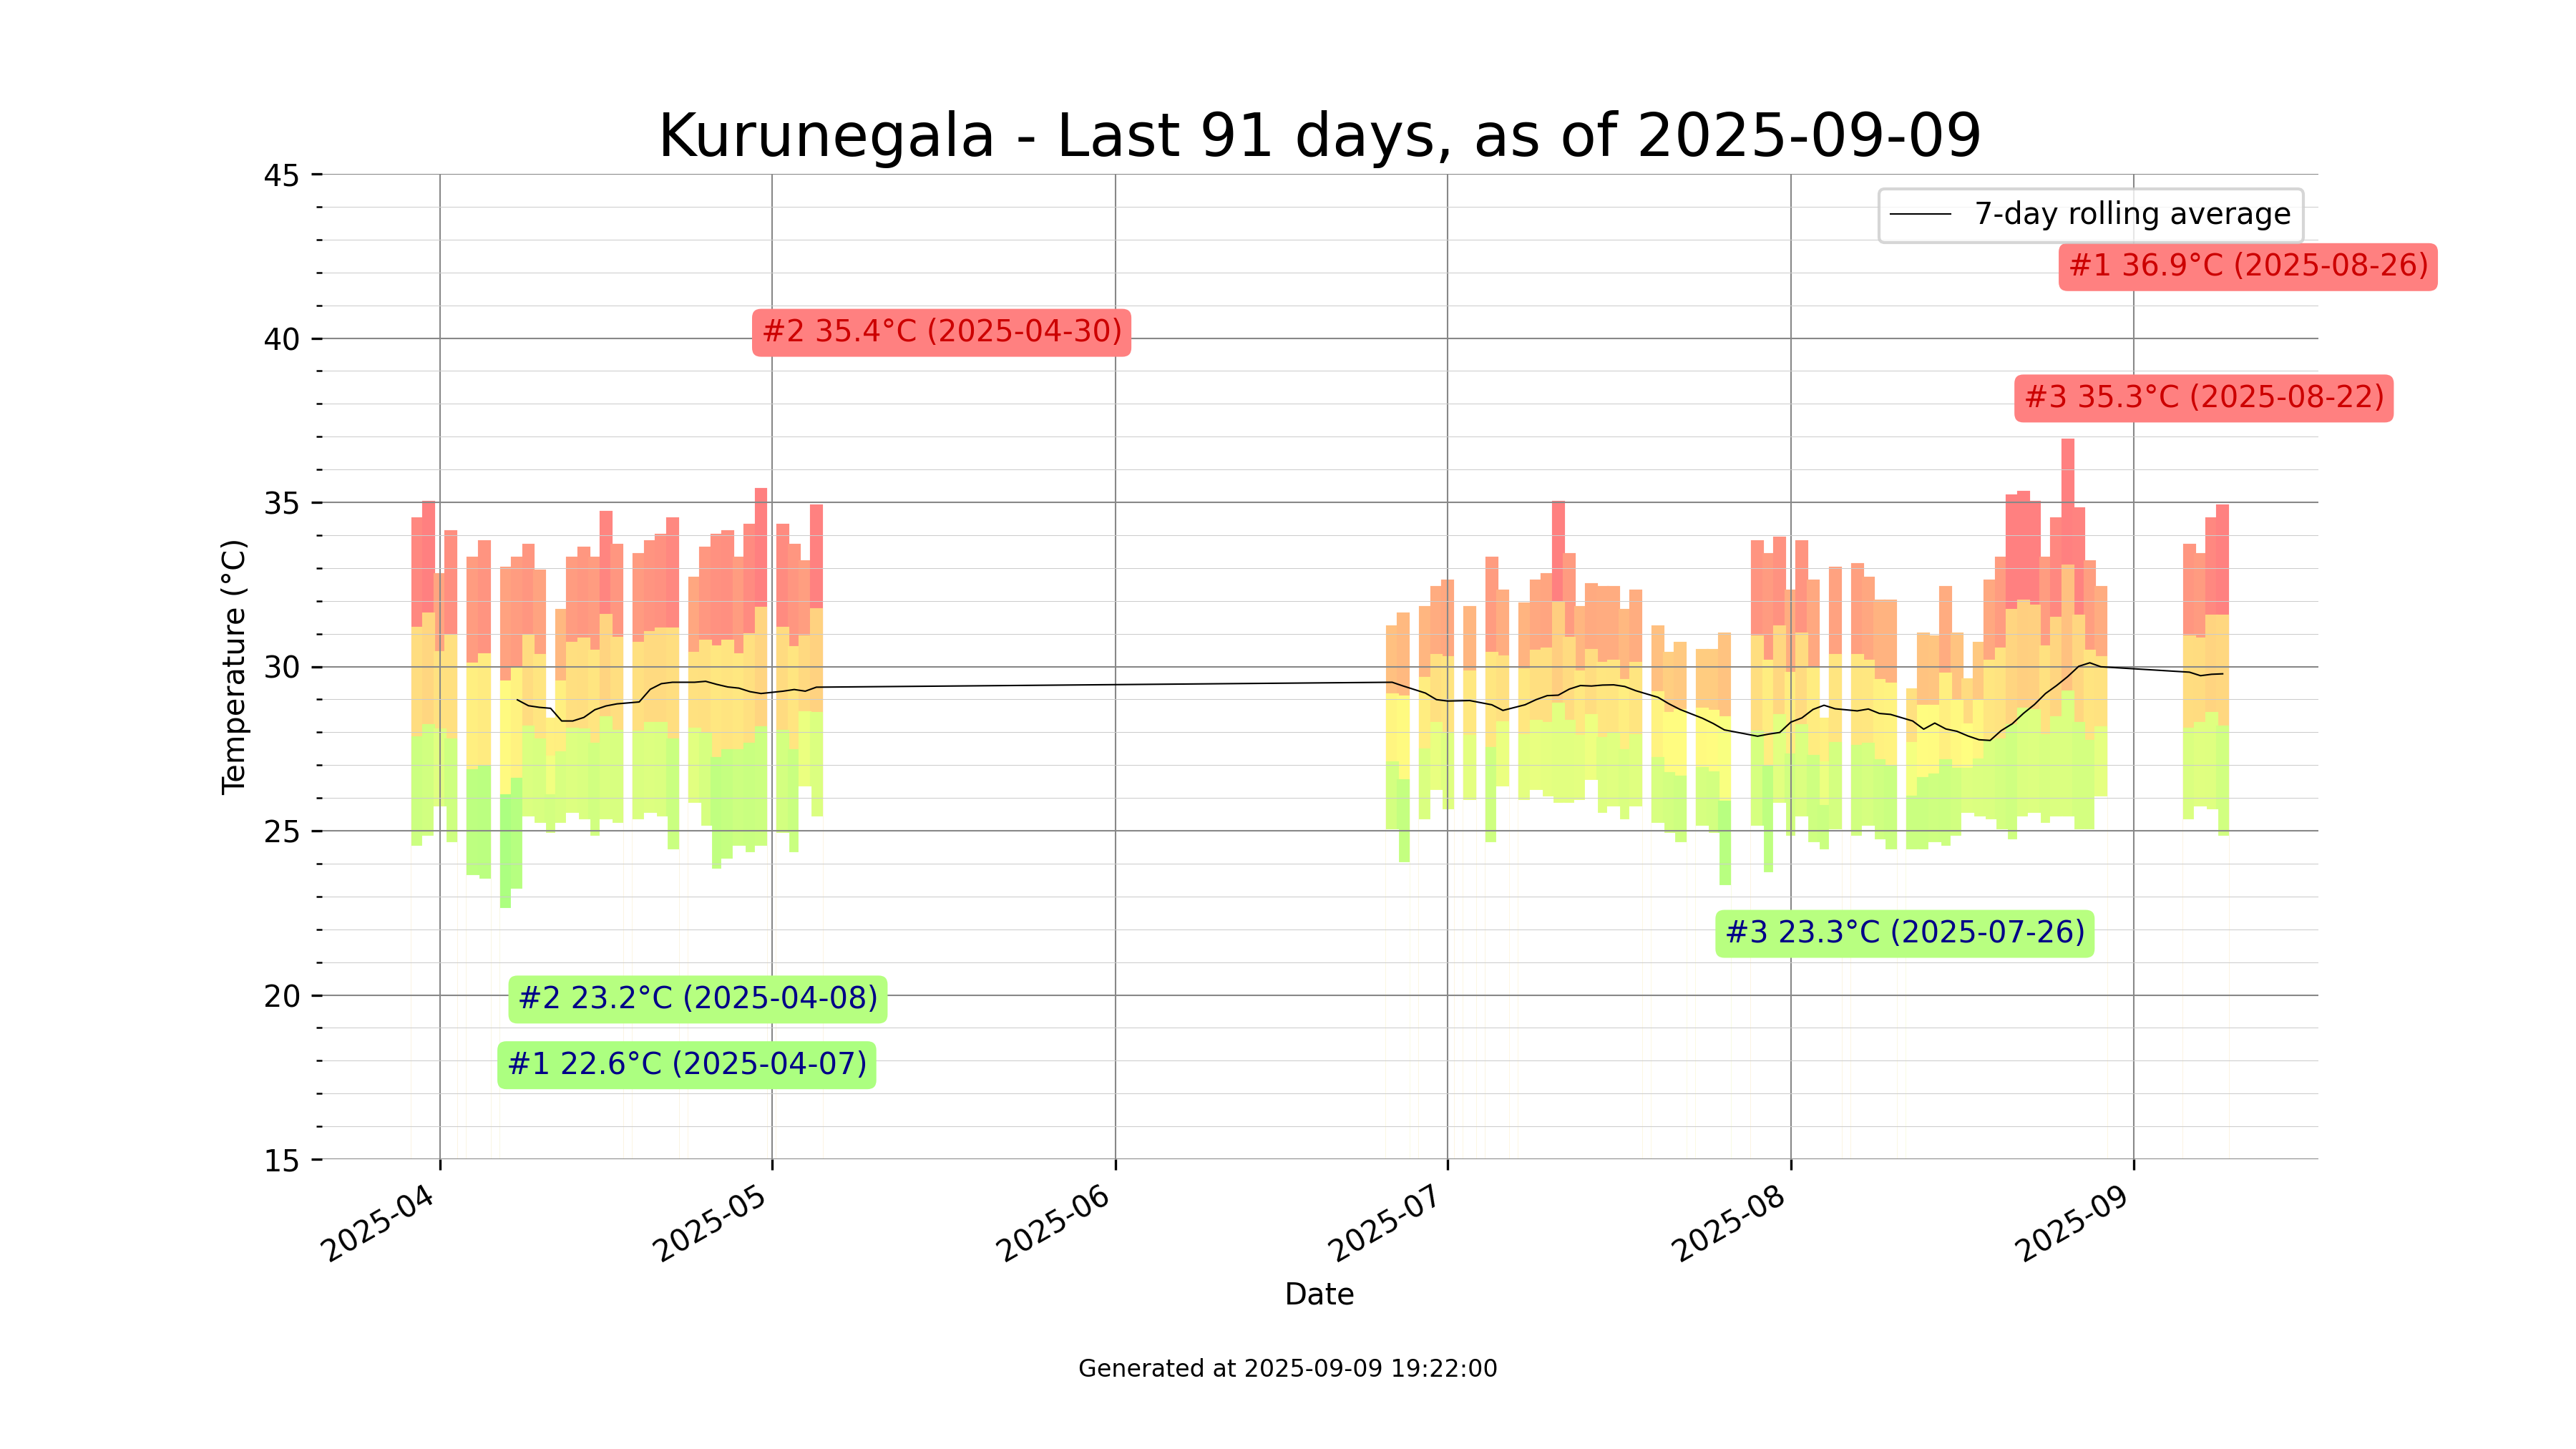 Kurunegala - Last 91 days, as of 2025-09-09
7-day rolling average
#1 36.9°C (2025-08-26)
#2 35.4°C (2025-04-30)
#3 35.3°C (2025-08-22)
#3 23.3°C (2025-07-26)
#2 23.2°C (2025-04-08)
#1 22.6°C (2025-04-07)
Temperature (°C)
45
40
35
30
25
20
15
2025-04
2025-05
2025-06
2025-07
2025-08
2025-09
Date
Generated at 2025-09-09 19:22:00